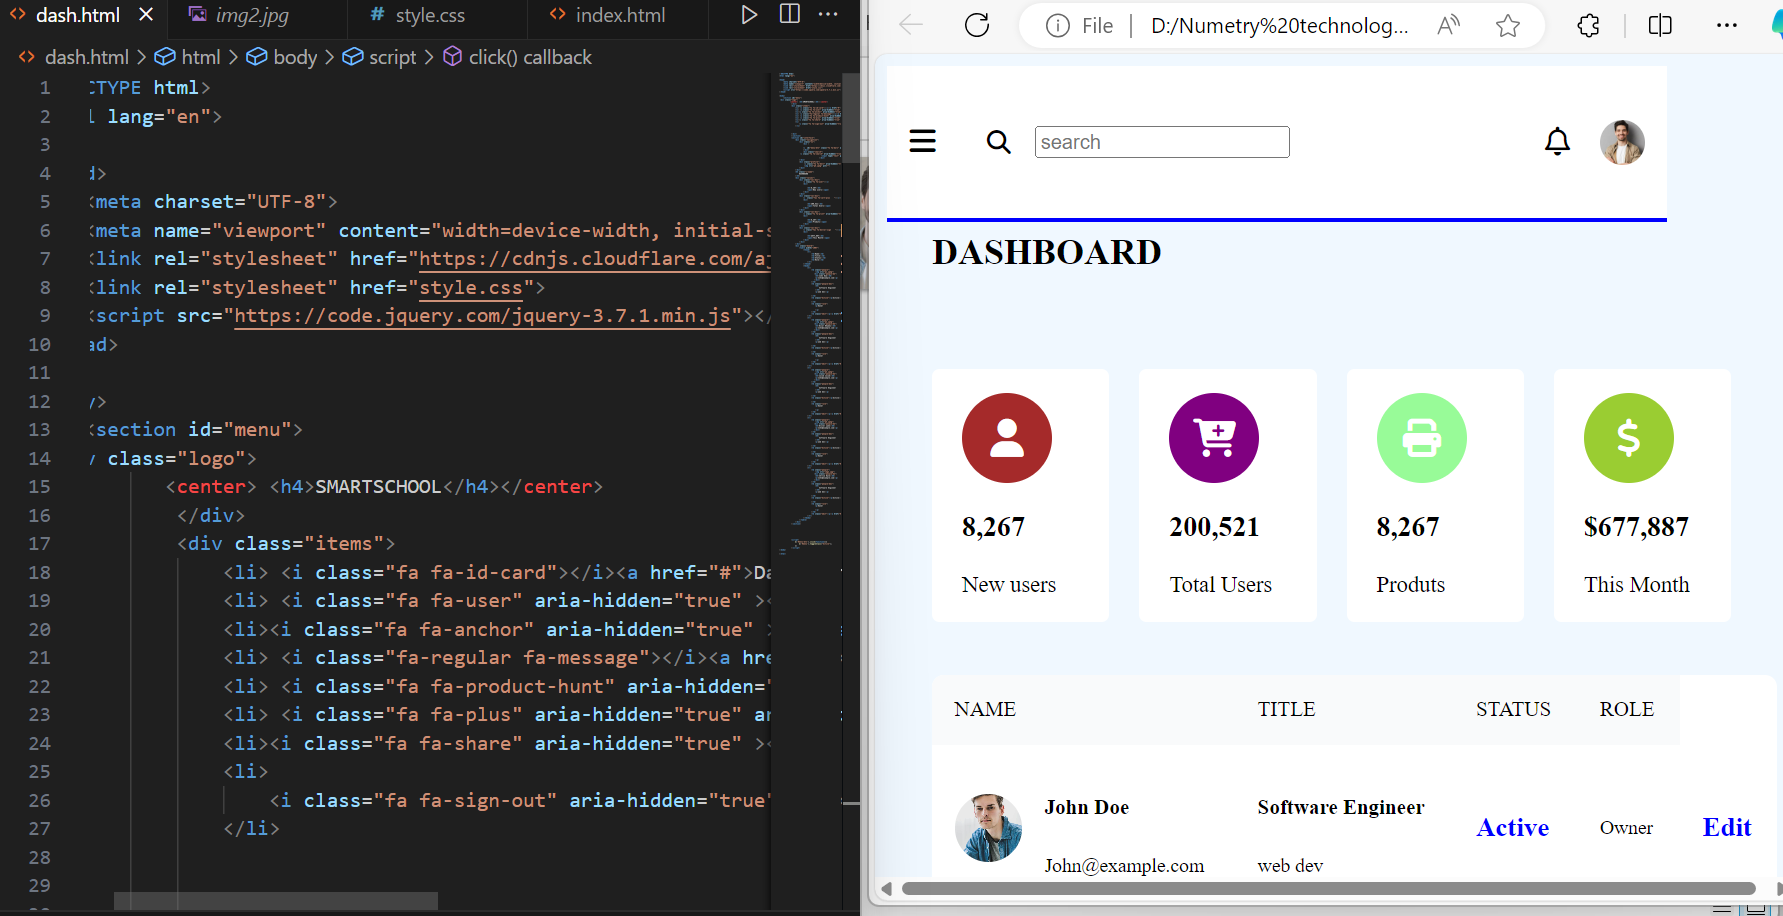 dash.html
img2.jpg
style.css
index.html
dash.html > html > body > script > click() callback
1 CTYPE html>
2 l lang="en">
3
4 d>
5 <meta charset="UTF-8">
6 <meta name="viewport" content="width=device-width, initial-s
7 <link rel="stylesheet" href="https://cdnjs.cloudflare.com/aj
8 <link rel="stylesheet" href="style.css">
9 <script src="https://code.jquery.com/jquery-3.7.1.min.js"></
10 ad>
11
12 y>
13 <section id="menu">
14 v class="logo">
15 <center> <h4>SMARTSCHOOL</h4></center>
16 </div>
17 <div class="items">
18 <li> <i class="fa fa-id-card"></i><a href="#">Da
19 <li> <i class="fa fa-user" aria-hidden="true" ><
20 <li><i class="fa fa-anchor" aria-hidden="true" >
21 <li> <i class="fa-regular fa-message"></i><a hre
22 <li> <i class="fa fa-product-hunt" aria-hidden="
23 <li> <i class="fa fa-plus" aria-hidden="true" ar
24 <li><i class="fa fa-share" aria-hidden="true" ><
25 <li>
26 <i class="fa fa-sign-out" aria-hidden="true"
27 </li>
28
29
File | D:/Numetry%20technolog...
search
DASHBOARD
8,267
New users
200,521
Total Users
8,267
Produts
$677,887
This Month
NAME TITLE STATUS ROLE
John Doe
John@example.com
Software Engineer
web dev
Active
Owner
Edit